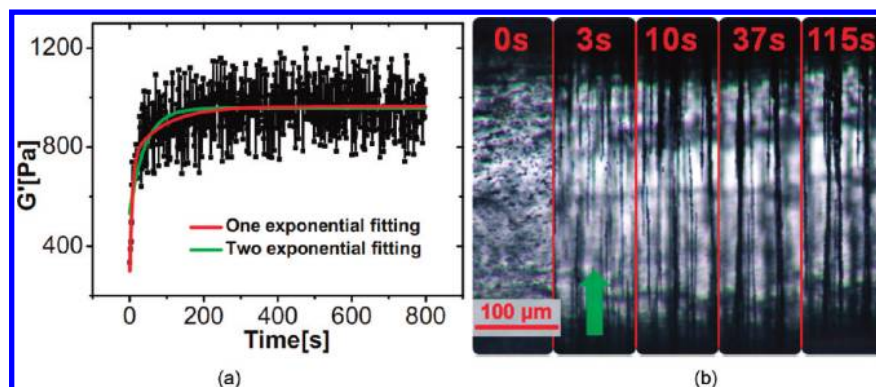 1200
800
400
G'[Pa]
One exponential fitting
Two exponential fitting
0 200 400 600 800
Time[s]
(a)
0s 3s 10s 37s 115s
100 µm
(b)